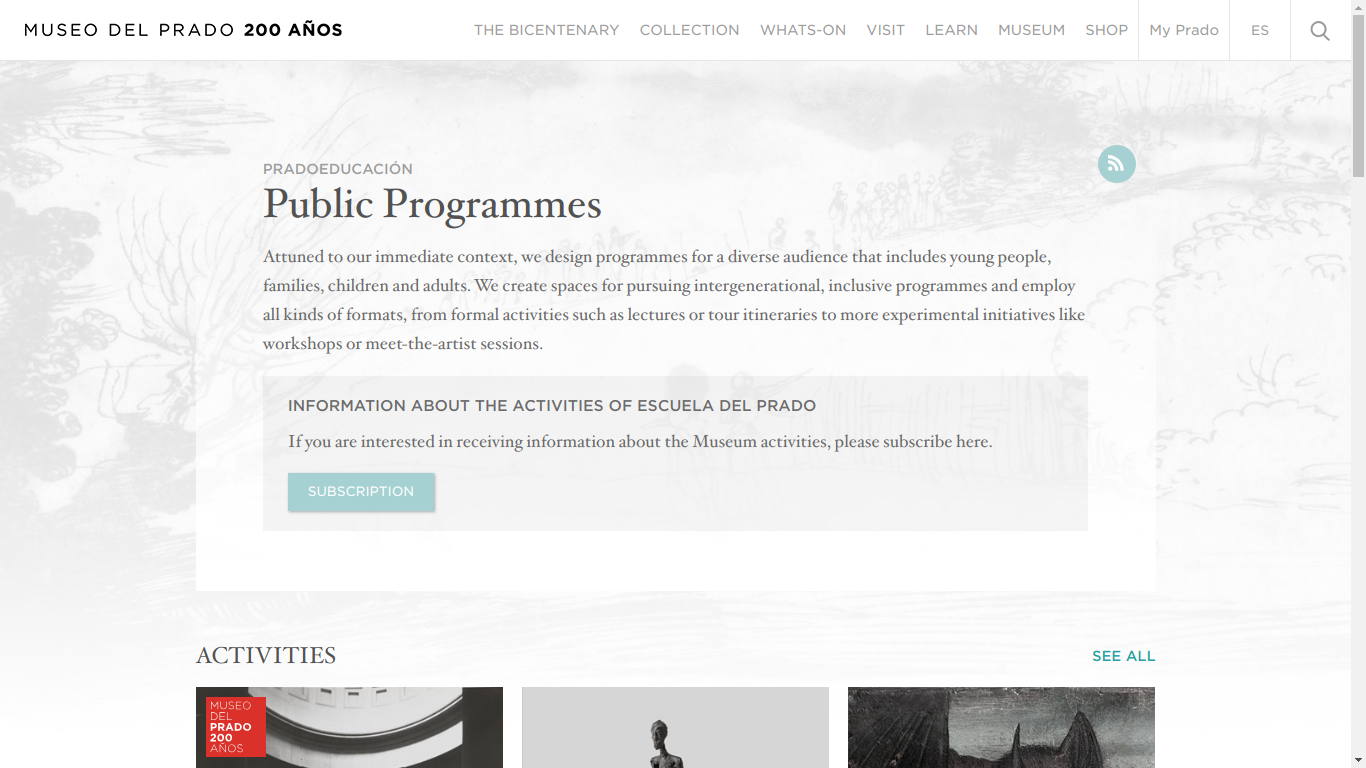 MUSEO DEL PRADO 200 AÑOS
THE BICENTENARY COLLECTION WHATS-ON VISIT LEARN MUSEUM SHOP My Prado ES
PRADOEDUCACIÓN
Public Programmes
Attuned to our immediate context, we design programmes for a diverse audience that includes young people,
families, children and adults. We create spaces for pursuing intergenerational, inclusive programmes and employ
all kinds of formats, from formal activities such as lectures or tour itineraries to more experimental initiatives like
workshops or meet-the-artist sessions.
INFORMATION ABOUT THE ACTIVITIES OF ESCUELA DEL PRADO
If you are interested in receiving information about the Museum activities, please subscribe here.
SUBSCRIPTION
ACTIVITIES
SEE ALL
MUSEO
DEL
PRADO
200
AÑOS